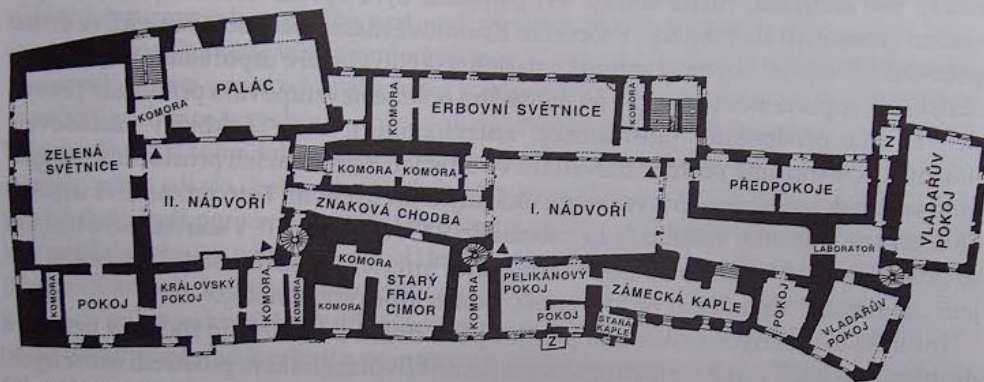 PALÁC
KOMORA
ZELENÁ
SVĚTNICE
II. NÁDVOŘÍ
KOMORA
ERBOVNÍ SVĚTNICE
KOMORA
KOMORA
KOMORA
ZNAKOVÁ CHODBA
I. NÁDVOŘÍ
PŘEDPOKOJE
Z
VLADAŘŮV
POKOJ
LABORATOŘ
KOMORA
POKOJ
KRÁLOVSKÝ
POKOJ
KOMORA
KOMORA
KOMORA
KOMORA
STARÝ
FRAU-
CIMOR
KOMORA
PELIKÁNOVÝ
POKOJ
POKOJ
Z
STARÁ
KAPLE
ZÁMECKÁ KAPLE
POKOJ
VLADAŘŮV
POKOJ